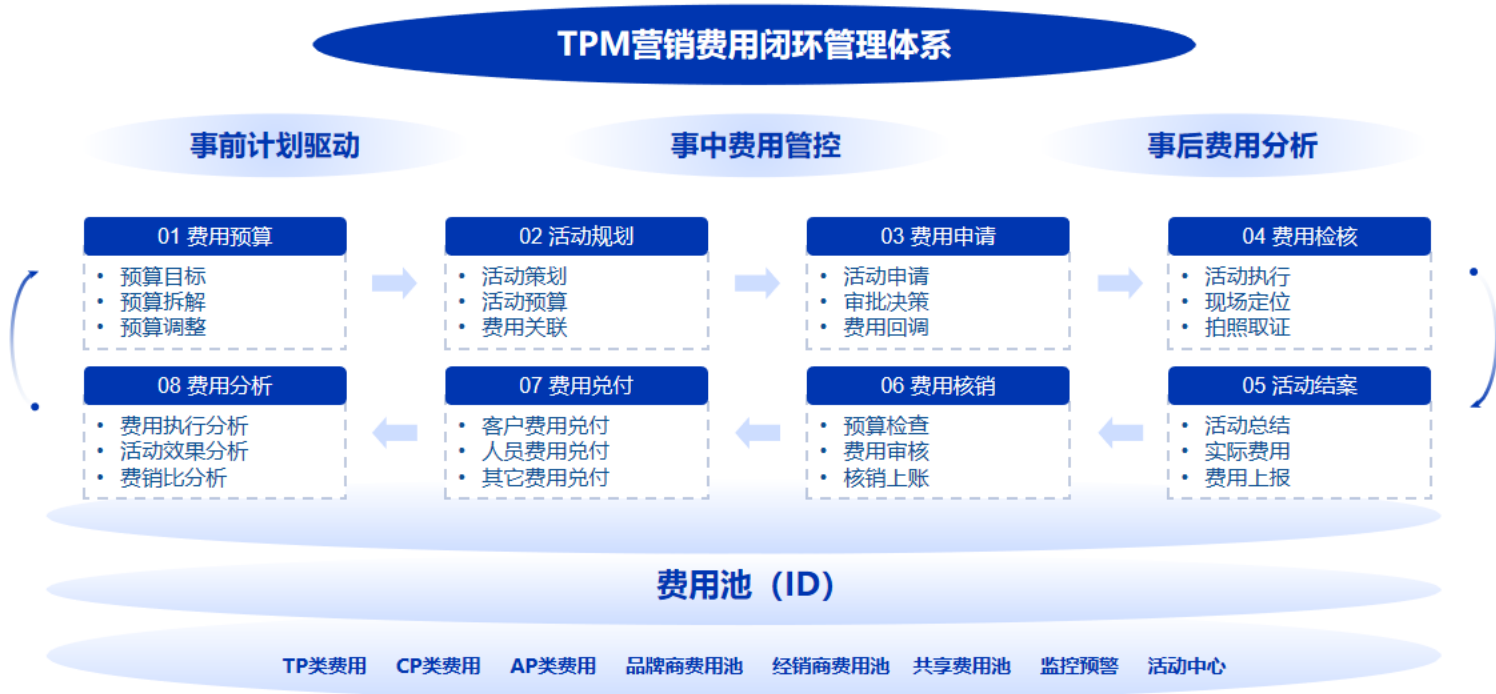 TPM营销费用闭环管理体系
事前计划驱动
事中费用管控
事后费用分析
01 费用预算
• 预算目标
• 预算拆解
• 预算调整
02 活动规划
• 活动策划
• 活动预算
• 费用关联
03 费用申请
• 活动申请
• 审批决策
• 费用回调
04 费用检核
• 活动执行
• 现场定位
• 拍照取证
08 费用分析
• 费用执行分析
• 活动效果分析
• 费销比分析
07 费用兑付
• 客户费用兑付
• 人员费用兑付
• 其它费用兑付
06 费用核销
• 预算检查
• 费用审核
• 核销上账
05 活动结案
• 活动总结
• 实际费用
• 费用上报
费用池（ID）
TP类费用 CP类费用 AP类费用 品牌商费用池 经销商费用池 共享费用池 监控预警 活动中心